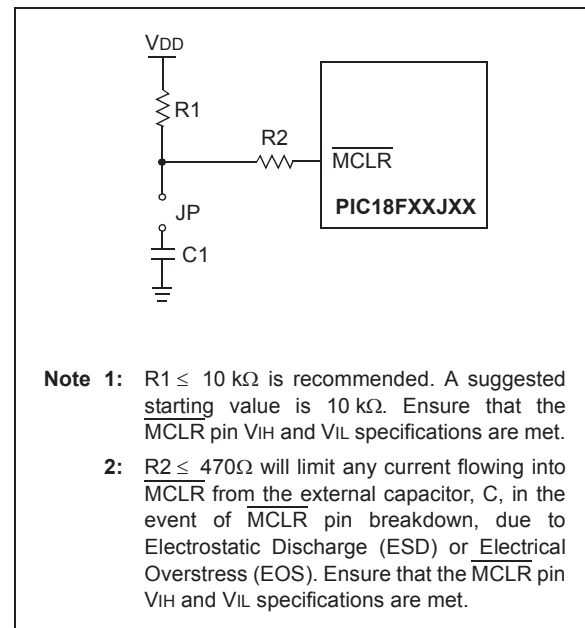 VDD
R1
R2
MCLR
PIC18FXXJXX
JP
C1
Note 1: R1 ≤ 10 kΩ is recommended. A suggested
starting value is 10 kΩ. Ensure that the
MCLR pin VIH and VIL specifications are met.
2: R2 ≤ 470Ω will limit any current flowing into
MCLR from the external capacitor, C, in the
event of MCLR pin breakdown, due to
Electrostatic Discharge (ESD) or Electrical
Overstress (EOS). Ensure that the MCLR pin
VIH and VIL specifications are met.